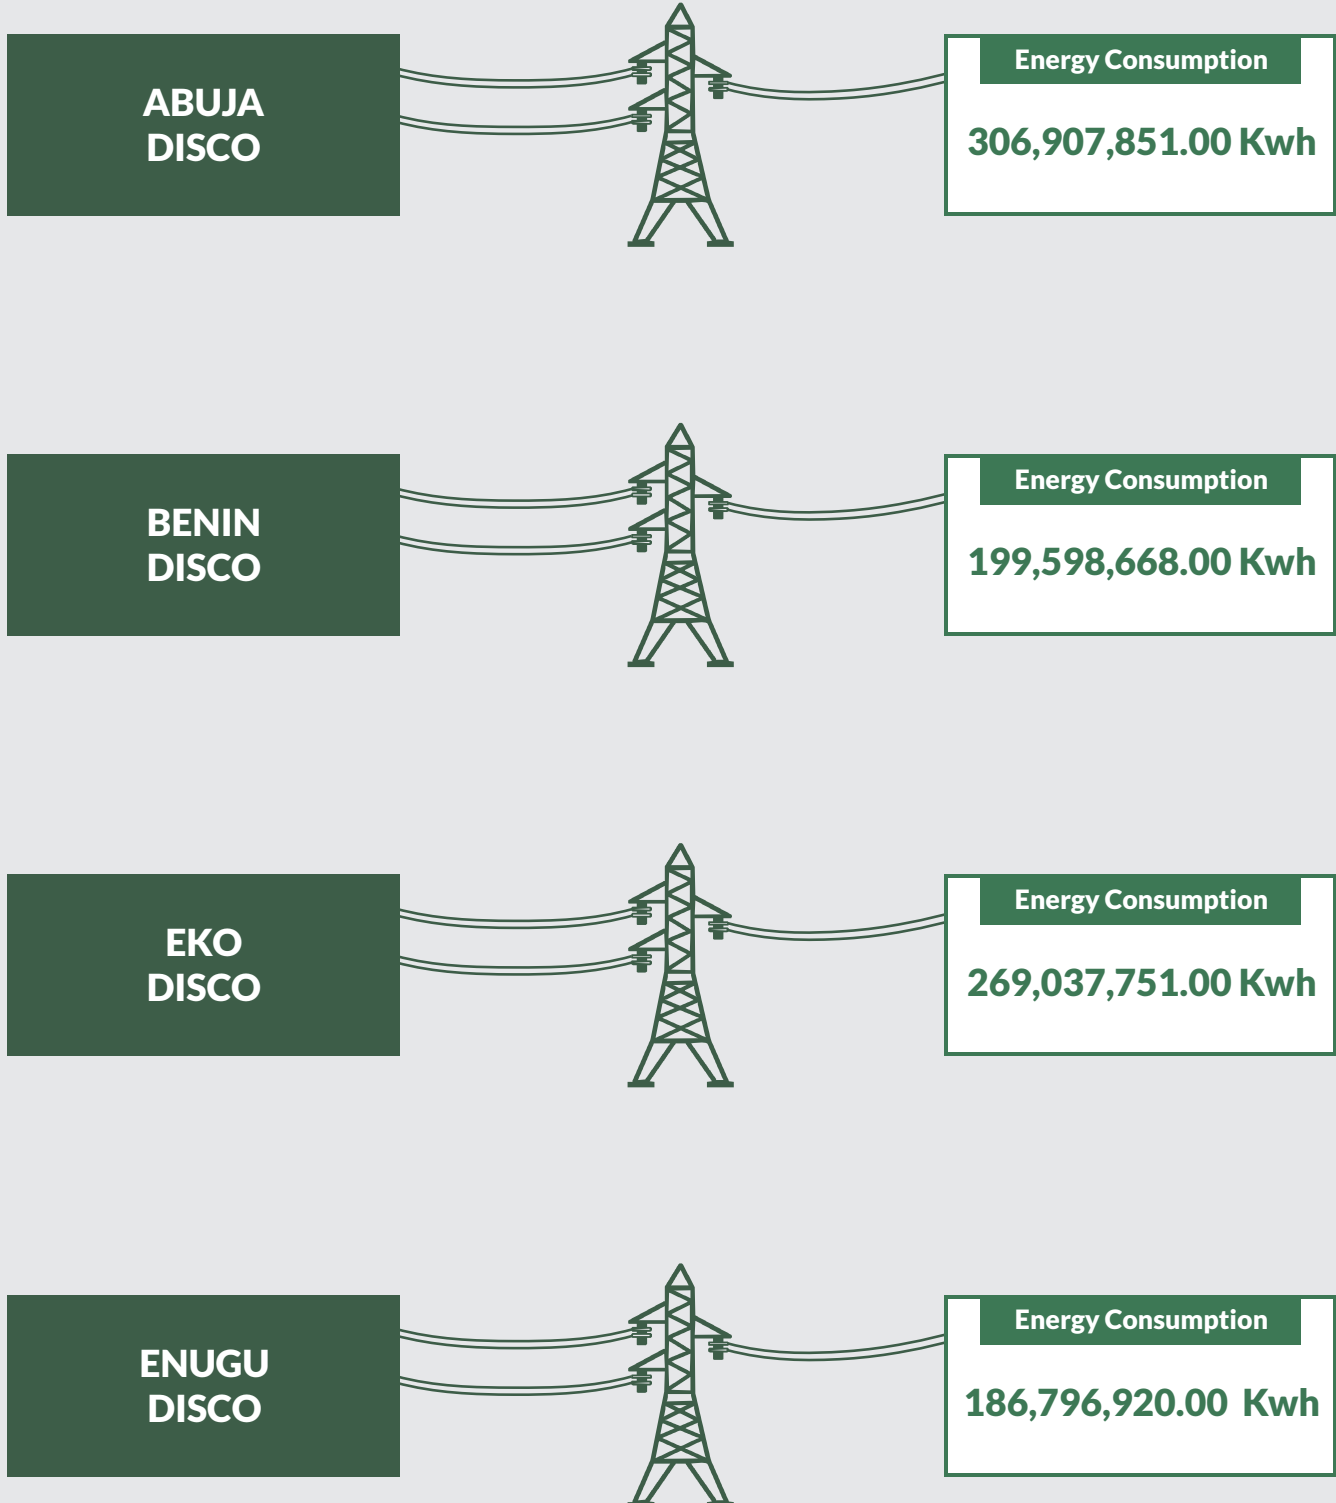 ABUJA
DISCO
Energy Consumption
306,907,851.00 Kwh
BENIN
DISCO
Energy Consumption
199,598,668.00 Kwh
EKO
DISCO
Energy Consumption
269,037,751.00 Kwh
ENUGU
DISCO
Energy Consumption
186,796,920.00 Kwh